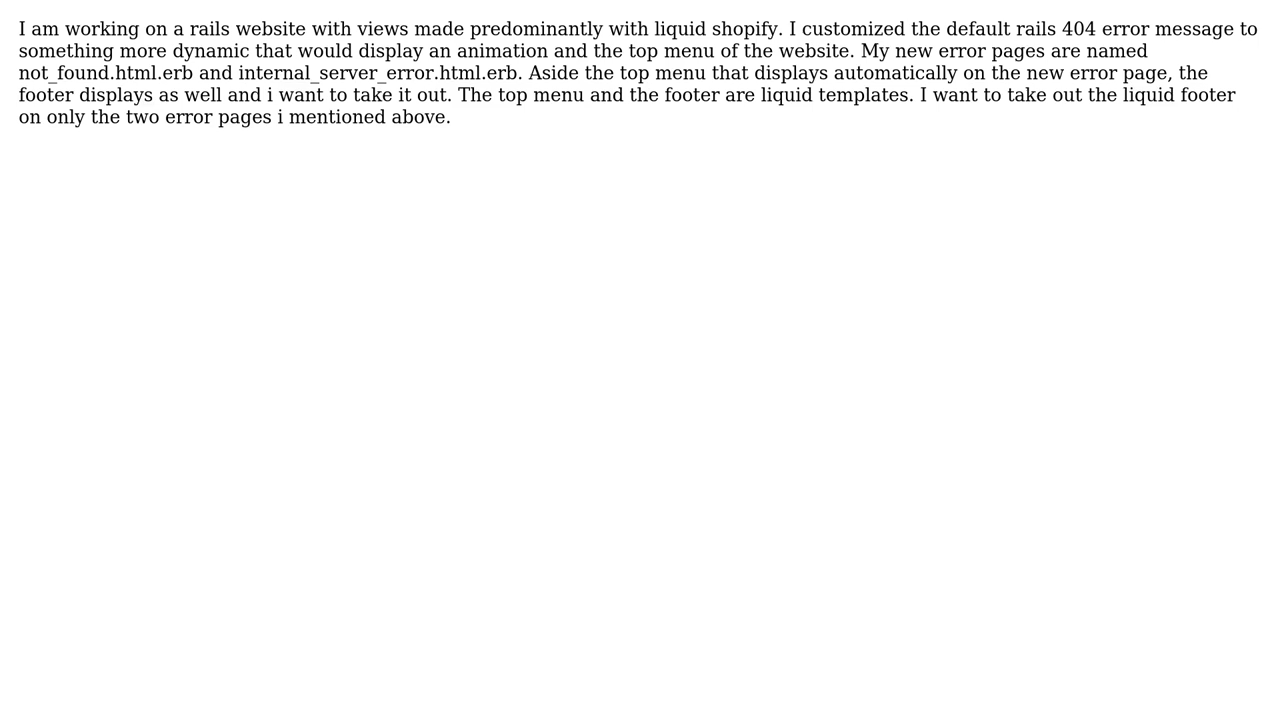 I am working on a rails website with views made predominantly with liquid shopify. I customized the default rails 404 error message to
something more dynamic that would display an animation and the top menu of the website. My new error pages are named
not_found.html.erb and internal_server_error.html.erb. Aside the top menu that displays automatically on the new error page, the
footer displays as well and i want to take it out. The top menu and the footer are liquid templates. I want to take out the liquid footer
on only the two error pages i mentioned above.